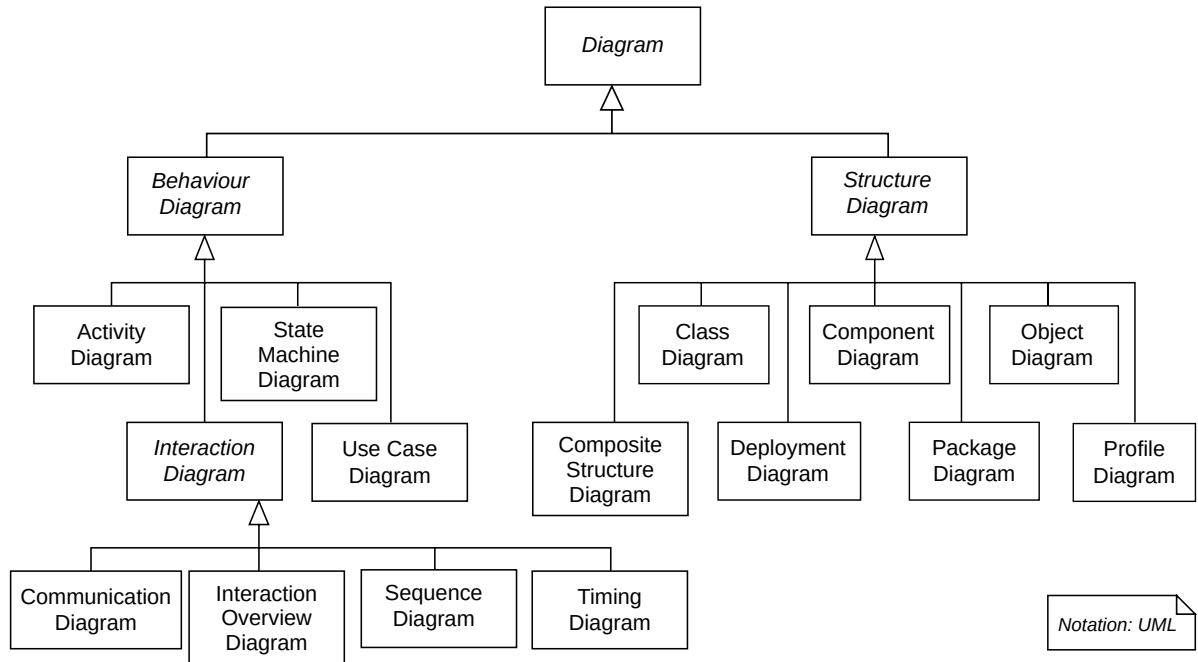 Diagram
Behaviour
Diagram
Structure
Diagram
Activity
Diagram
State
Machine
Diagram
Class
Diagram
Component
Diagram
Object
Diagram
Interaction
Diagram
Use Case
Diagram
Composite
Structure
Diagram
Deployment
Diagram
Package
Diagram
Profile
Diagram
Communication
Diagram
Interaction
Overview
Diagram
Sequence
Diagram
Timing
Diagram
Notation: UML